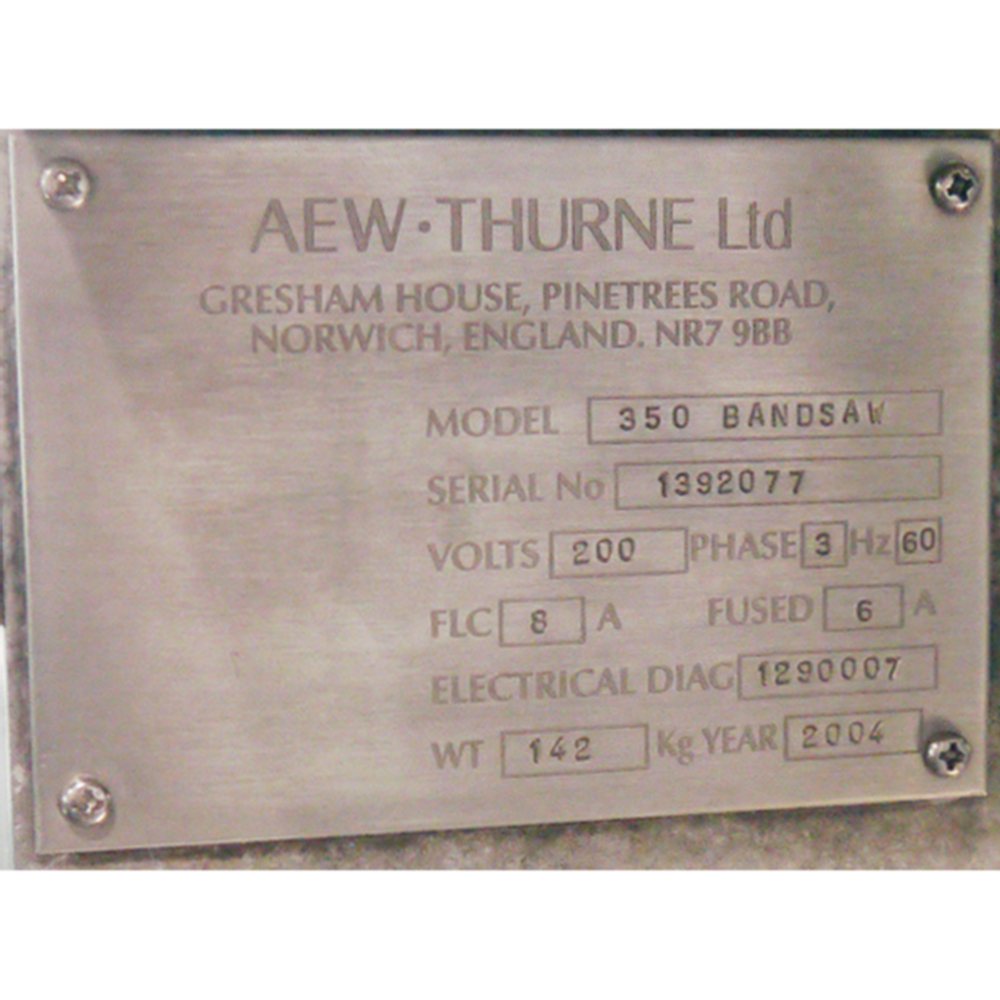 AEW·THURNE Ltd
GRESHAM HOUSE, PINETREES ROAD,
NORWICH, ENGLAND. NR7 9BB
MODEL 350 BANDSAW
SERIAL No 1392077
VOLTS 200 PHASE 3 Hz 60
FLC 8 A FUSED 6 A
ELECTRICAL DIAG 1290007
WT 142 Kg YEAR 2004